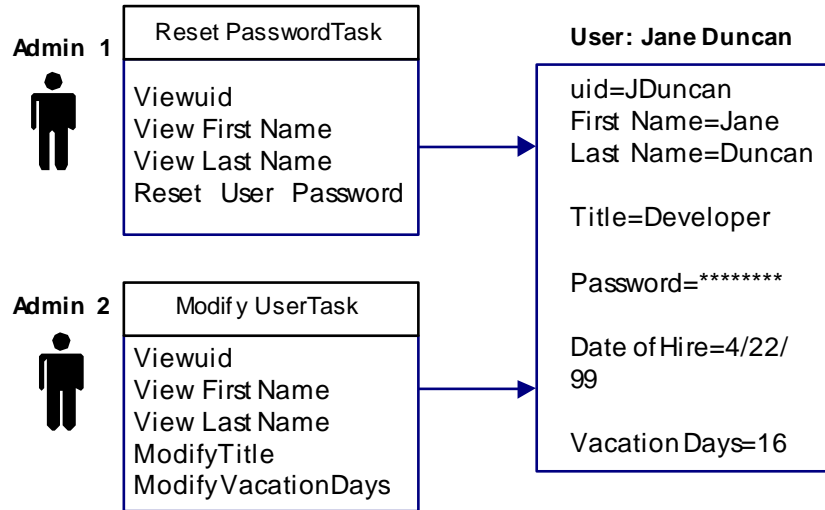 Admin 1
Reset PasswordTask
Viewuid
View First Name
View Last Name
Reset User Password
Admin 2
Modify UserTask
Viewuid
View First Name
View Last Name
ModifyTitle
ModifyVacationDays
User: Jane Duncan
uid=JDuncan
First Name=Jane
Last Name=Duncan
Title=Developer
Password=********
Date of Hire=4/22/
99
Vacation Days=16